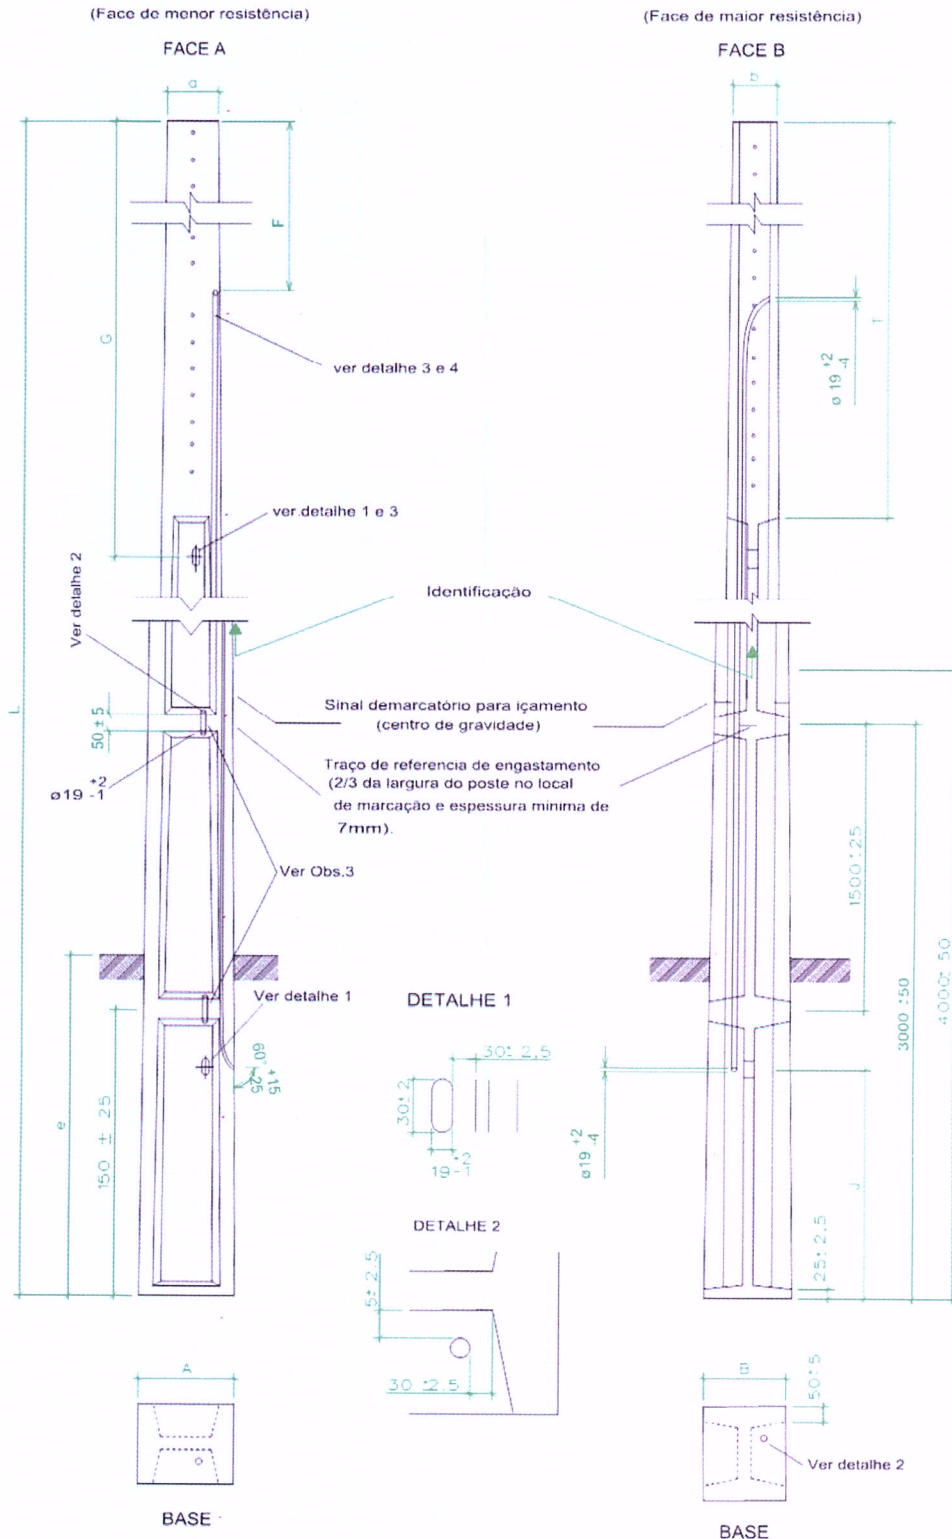 (Face de menor resistência)
FACE A
a
(Face de maior resistência)
FACE B
b
L
G
F
T
ø 19 +2 -4
ver detalhe 3 e 4
ver.detalhe 1 e 3
Ver detalhe 2
Identificação
Sinal demarcatório para içamento
(centro de gravidade)
Traço de referencia de engastamento
(2/3 da largura do poste no local
de marcação e espessura minima de
7mm).
50 ± 5
ø19 +2 -1
Ver Obs.3
Ver detalhe 1
60° +15 -25
e
150 ± 25
1500±25
3000 ±50
4000± 50
J
25± 2.5
ø19 +2 -4
DETALHE 1
30± 2,5
30±2
19 +2 -1
DETALHE 2
5± 2.5
30 ±2.5
A
BASE
B
50±5
Ver detalhe 2
BASE